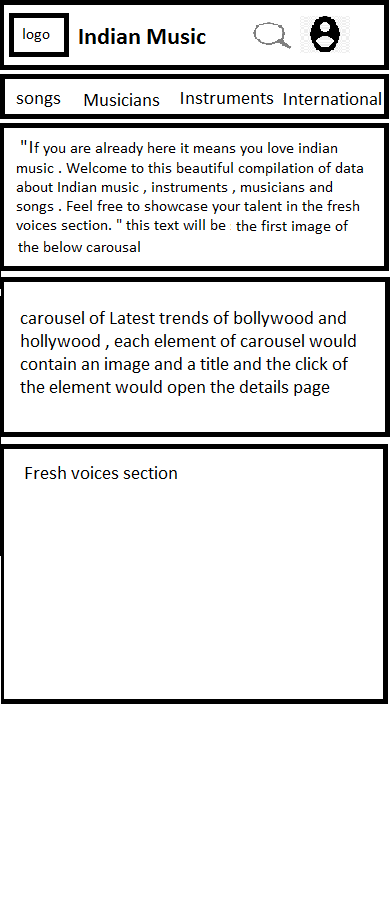 logo
Indian Music
songs Musicians Instruments International
"If you are already here it means you love indian
music . Welcome to this beautiful compilation of data
about Indian music , instruments , musicians and
songs . Feel free to showcase your talent in the fresh
voices section. " this text will be the first image of
the below carousal
carousel of Latest trends of bollywood and
hollywood , each element of carousel would
contain an image and a title and the click of
the element would open the details page
Fresh voices section